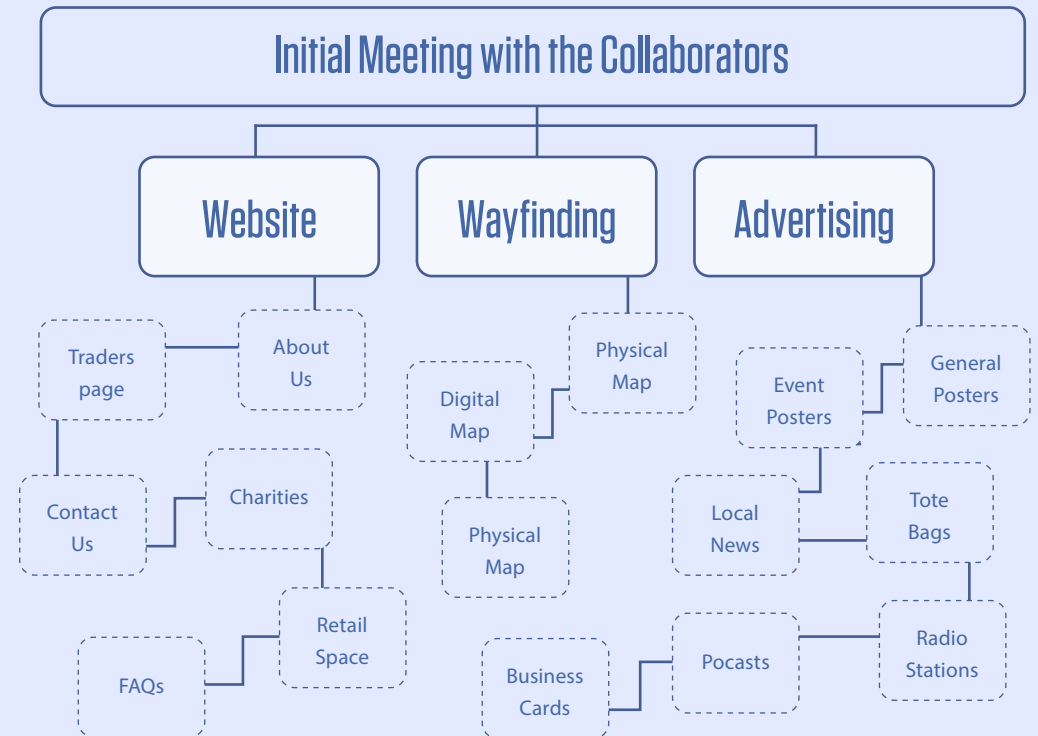 Initial Meeting with the Collaborators
Website
Wayfinding
Advertising
About
Us
Traders
page
Contact
Us
Charities
Retail
Space
FAQs
Physical
Map
Digital
Map
Physical
Map
General
Posters
Event
Posters
Local
News
Tote
Bags
Radio
Stations
Pocasts
Business
Cards